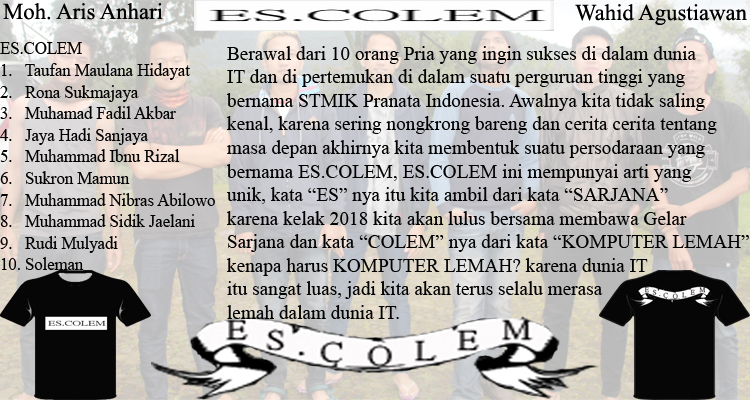 Moh. Aris Anhari
ES.COLEM
Wahid Agustiawan
ES.COLEM
1. Taufan Maulana Hidayat
2. Rona Sukmajaya
3. Muhamad Fadil Akbar
4. Jaya Hadi Sanjaya
5. Muhammad Ibnu Rizal
6. Sukron Mamun
7. Muhammad Nibras Abilowo
8. Muhammad Sidik Jaelani
9. Rudi Mulyadi
10. Soleman
Berawal dari 10 orang Pria yang ingin sukses di dalam dunia
IT dan di pertemukan di dalam suatu perguruan tinggi yang
bernama STMIK Pranata Indonesia. Awalnya kita tidak saling
kenal, karena sering nongkrong bareng dan cerita cerita tentang
masa depan akhirnya kita membentuk suatu persodaraan yang
bernama ES.COLEM, ES.COLEM ini mempunyai arti yang
unik, kata “ES” nya itu kita ambil dari kata “SARJANA”
karena kelak 2018 kita akan lulus bersama membawa Gelar
Sarjana dan kata “COLEM” nya dari kata “KOMPUTER LEMAH”
kenapa harus KOMPUTER LEMAH? karena dunia IT
itu sangat luas, jadi kita akan terus selalu merasa
lemah dalam dunia IT.
ES.COLEM
ES.COLEM
ES.COLEM